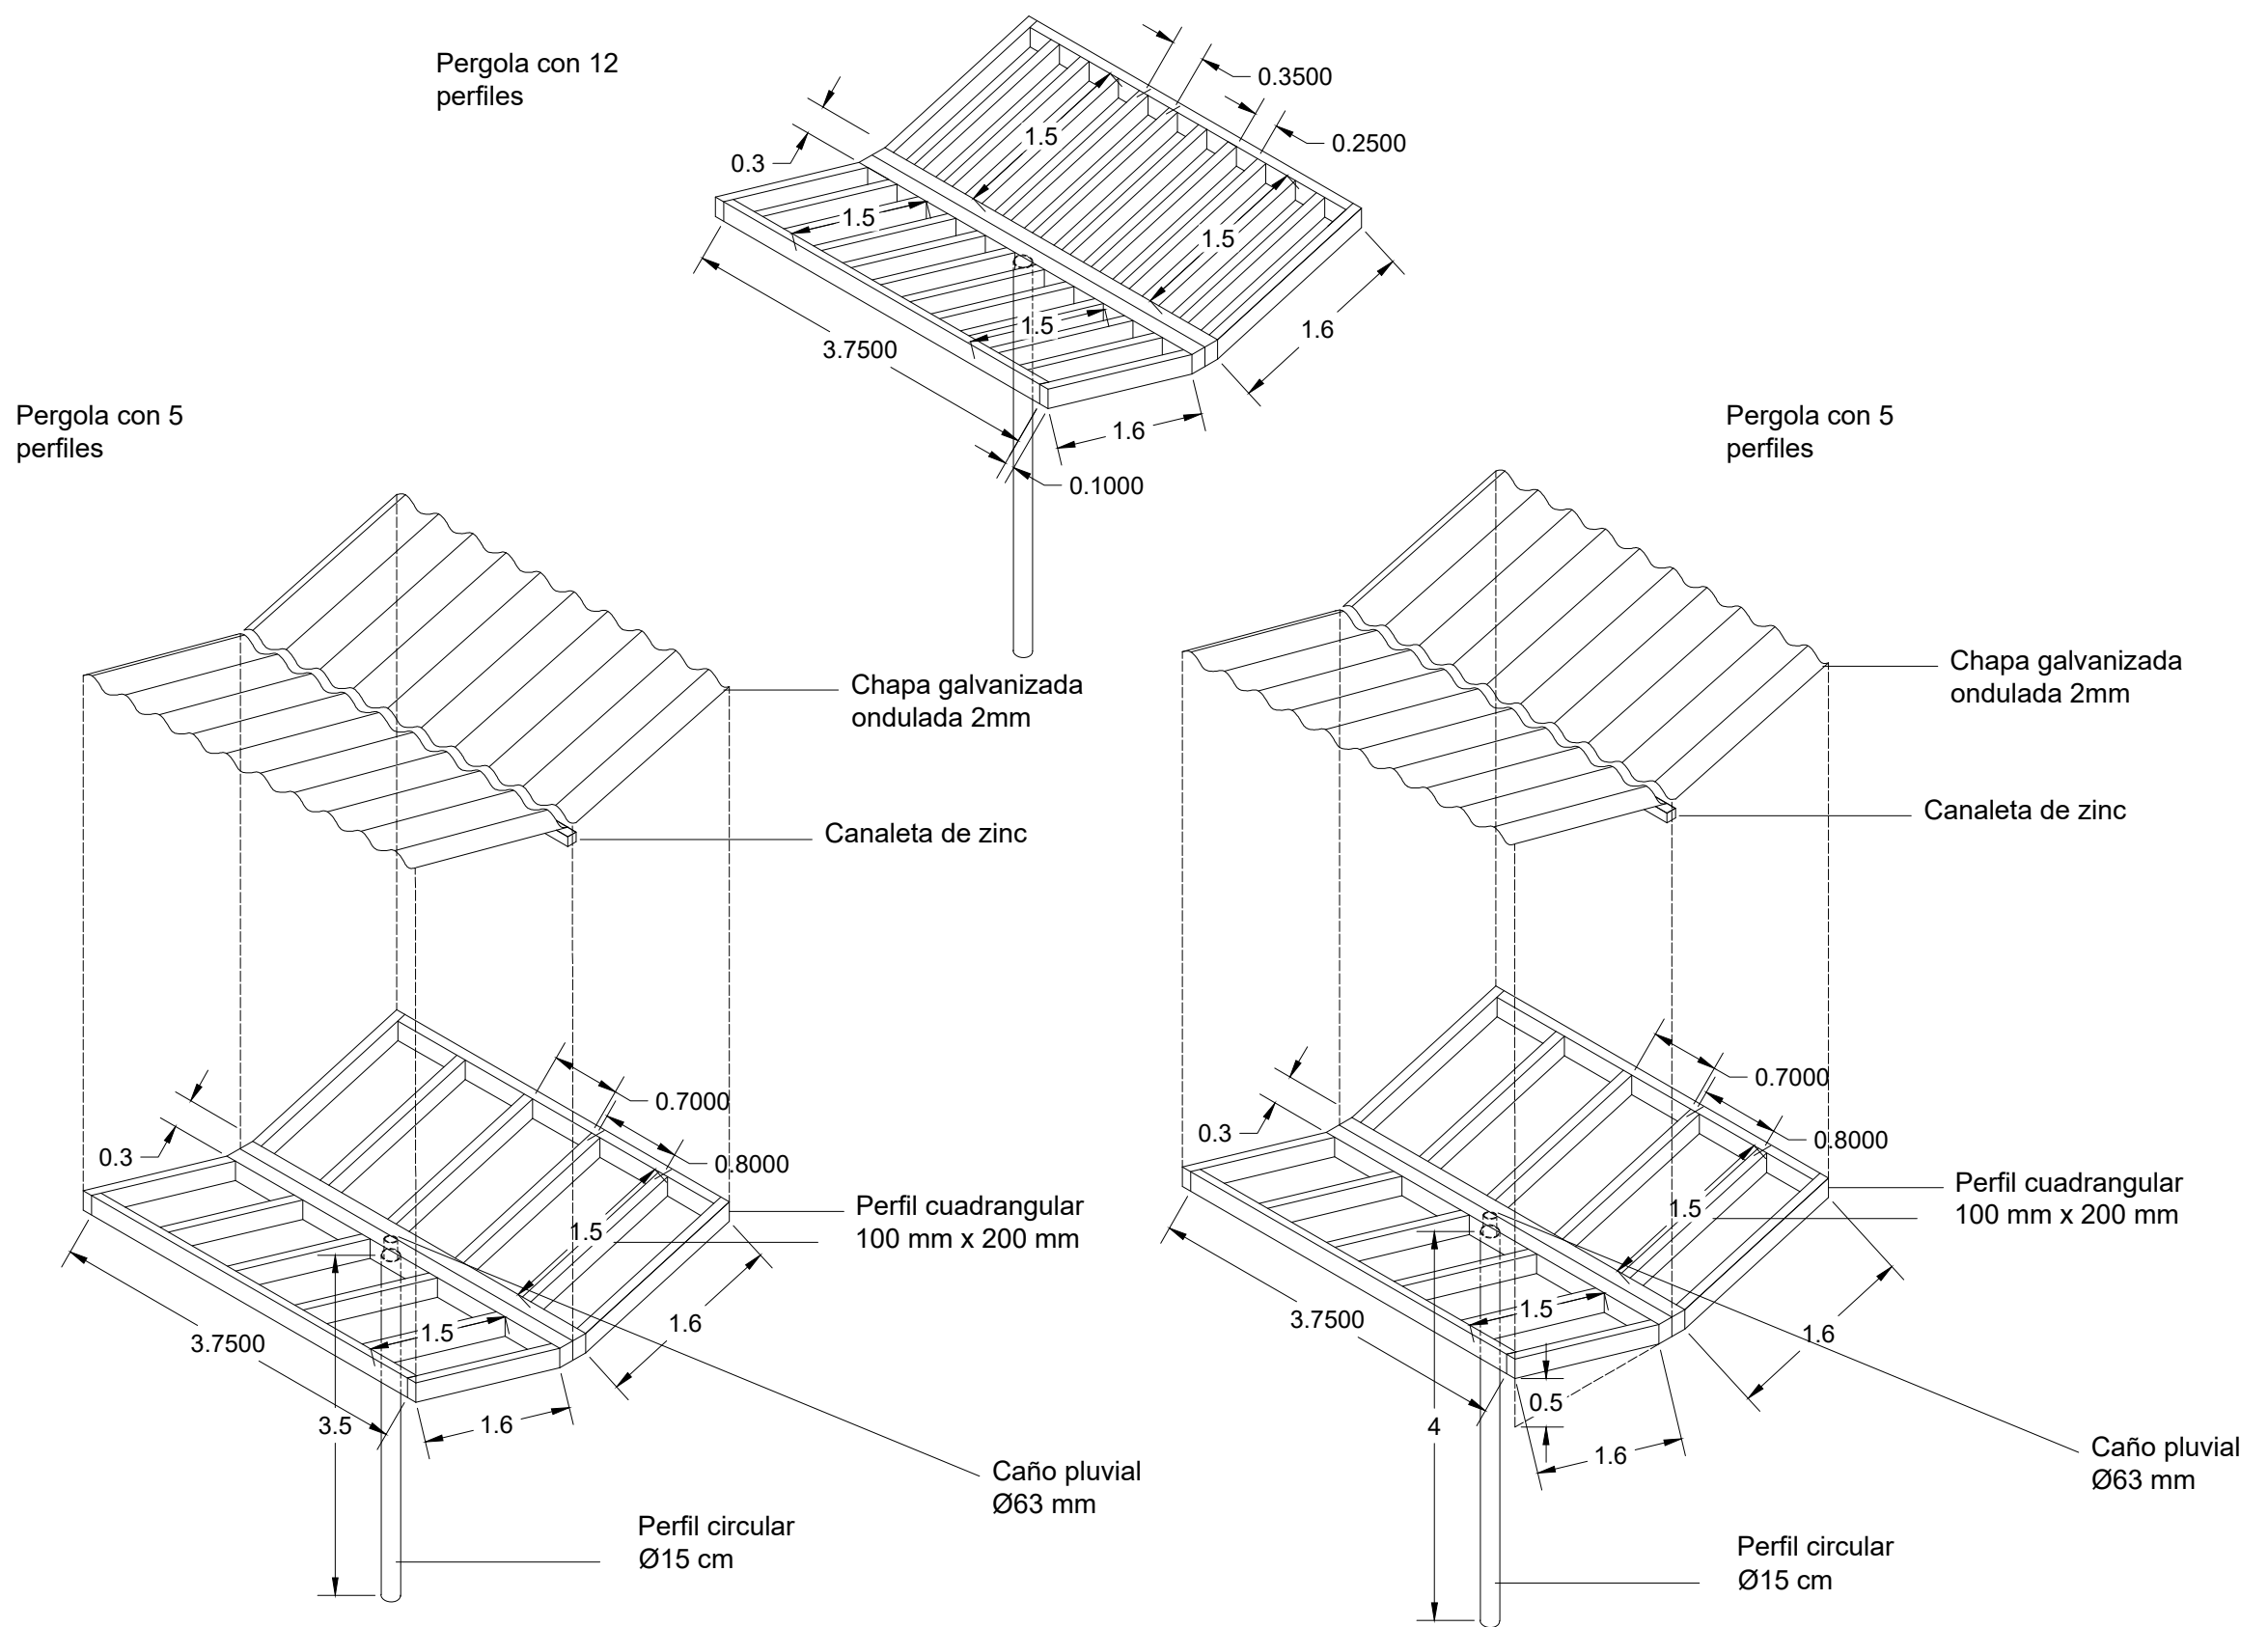 Pergola con 12
perfiles
0.3500
0.2500
1.5
0.3
1.5
1.5
1.5
3.7500
1.6
1.6
0.1000
Pergola con 5
perfiles
Chapa galvanizada
ondulada 2mm
Canaleta de zinc
0.7000
0.8000
0.3
Perfil cuadrangular
100 mm x 200 mm
1.5
1.5
1.6
3.7500
1.6
3.5
Caño pluvial
Ø63 mm
Perfil circular
Ø15 cm
Pergola con 5
perfiles
Chapa galvanizada
ondulada 2mm
Canaleta de zinc
0.7000
0.8000
0.3
Perfil cuadrangular
100 mm x 200 mm
1.5
1.5
3.7500
1.6
0.5
4
1.6
Caño pluvial
Ø63 mm
Perfil circular
Ø15 cm